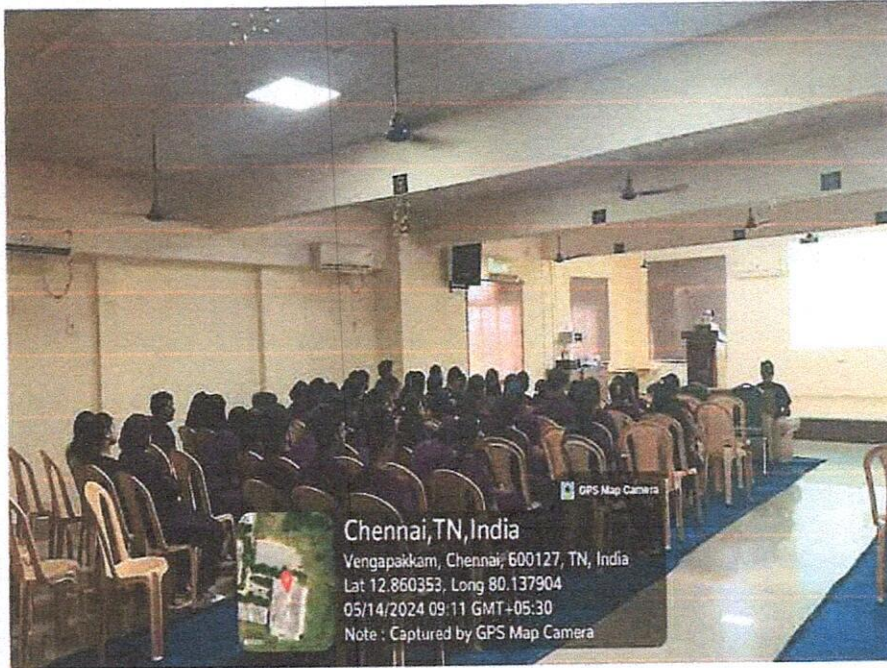 GPS Map Camera
Chennai,TN,India
Vengapakkam, Chennai, 600127, TN, India
Lat 12.860353, Long 80.137904
05/14/2024 09:11 GMT+05:30
Note : Captured by GPS Map Camera